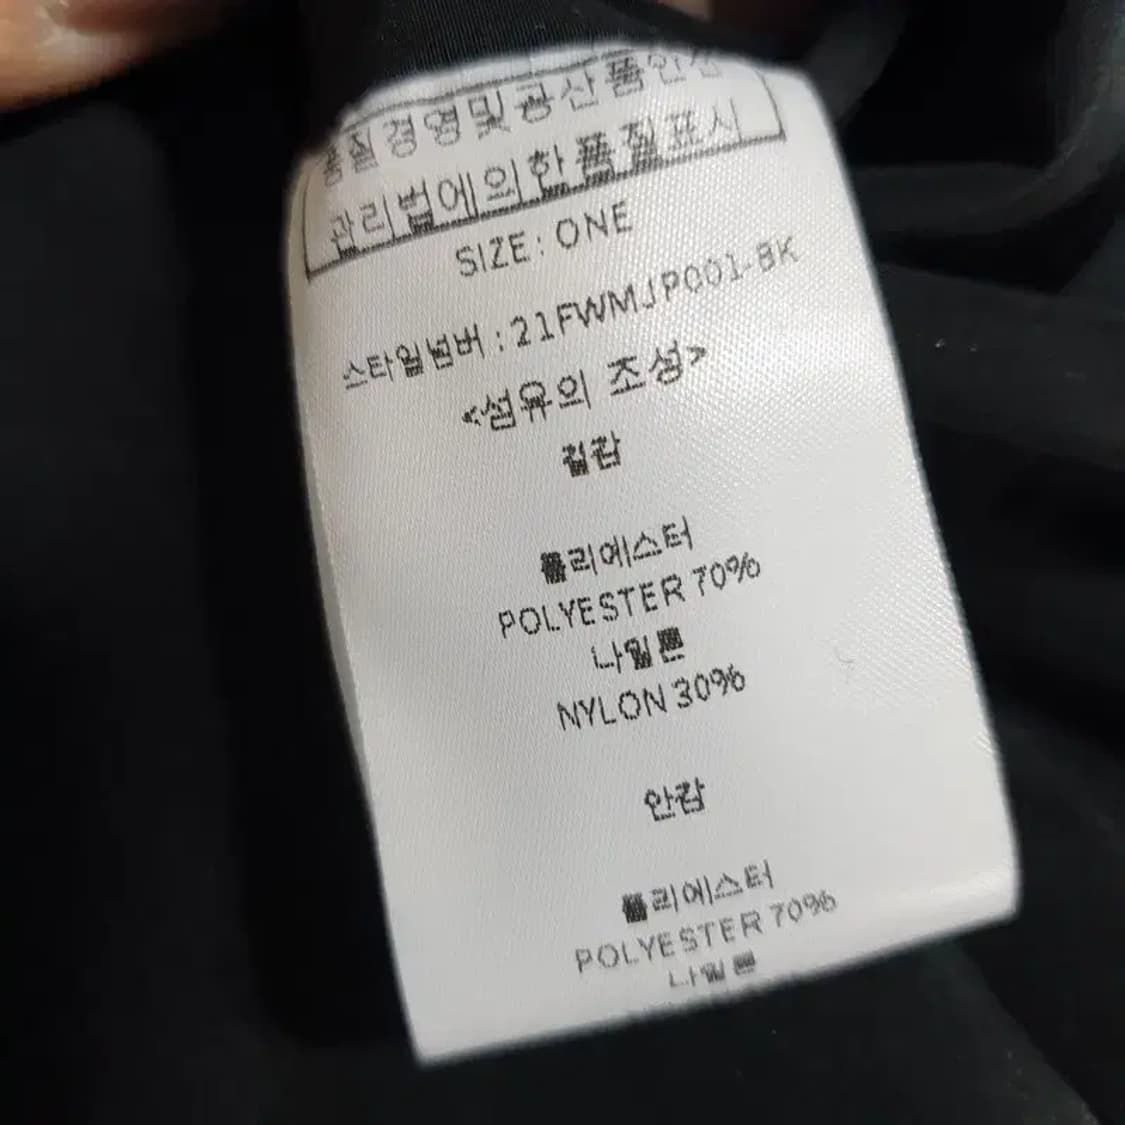 품질경영및공산품안전
관리법에의한품질표시
SIZE : ONE
스타일넘버 : 21FWMJP001-BK
<섬유의 조성>
겉감
폴리에스터
POLYESTER 70%
나일론
NYLON 30%
안감
폴리에스터
POLYESTER 70%
나일론